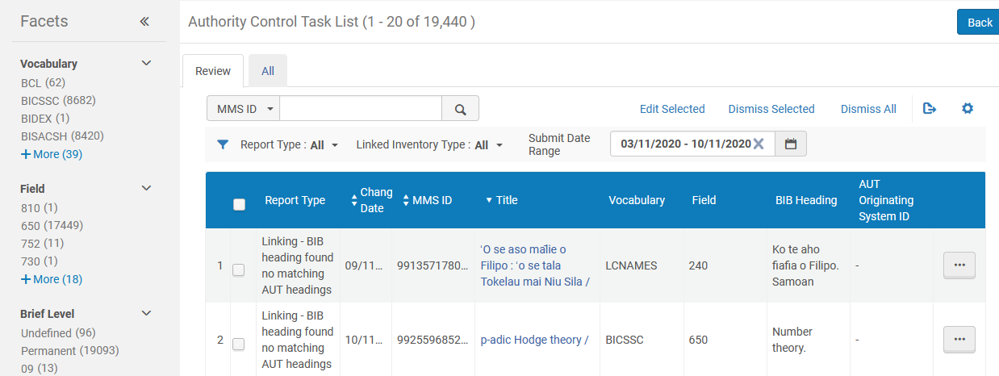 Facets
Authority Control Task List (1 - 20 of 19,440 )
Back
Vocabulary
BCL (62)
BICSSC (8682)
BIDEX (1)
BISACSH (8420)
More (39)
Field
810 (1)
650 (17449)
752 (11)
730 (1)
More (18)
Brief Level
Undefined (96)
Permanent (19093)
09 (13)
Review
All
MMS ID
Edit Selected
Dismiss Selected
Dismiss All
Report Type : All
Linked Inventory Type : All
Submit Date
Range
03/11/2020 - 10/11/2020
Report Type
Chang
Date
MMS ID
Title
Vocabulary
Field
BIB Heading
AUT
Originating
System ID
1
Linking - BIB
heading found
no matching
AUT headings
09/11...
9913571780...
ʻO se aso mālie o
Filipo : ʻo se tala
Tokelau mai Niu Sila /
LCNAMES
240
Ko te aho
fiafia o Filipo.
Samoan
-
2
Linking - BIB
heading found
no matching
AUT headings
10/11...
9925596852...
p-adic Hodge theory /
BICSSC
650
Number
theory.
-